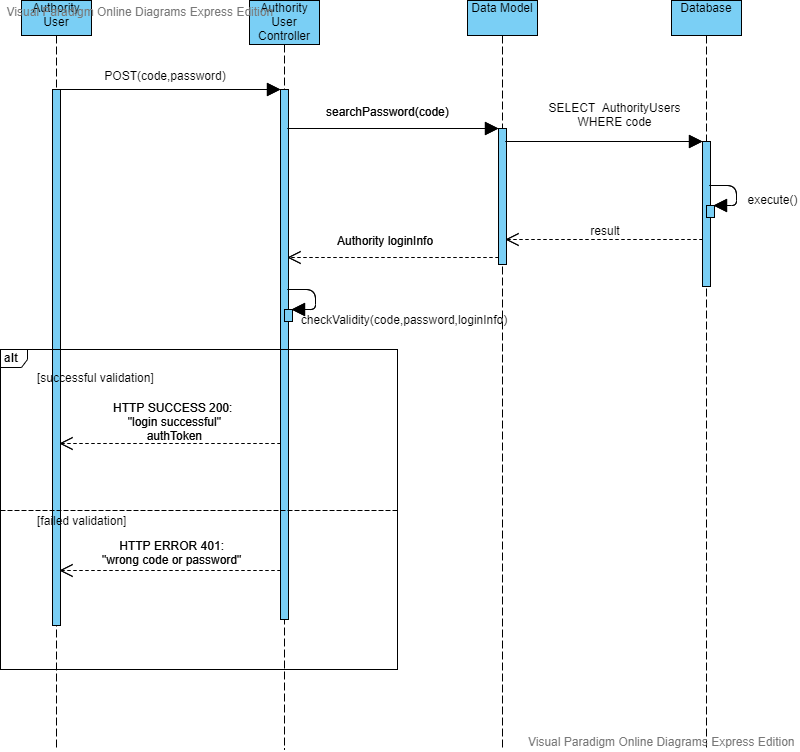 Visual Paradigm Online Diagrams Express Edition
Authority
User
Authority
User
Controller
Data Model
Database
POST(code,password)
searchPassword(code)
SELECT AuthorityUsers
WHERE code
execute()
result
Authority loginInfo
checkValidity(code,password,loginInfo)
alt
[successful validation]
HTTP SUCCESS 200:
"login successful"
authToken
[failed validation]
HTTP ERROR 401:
"wrong code or password"
Visual Paradigm Online Diagrams Express Edition